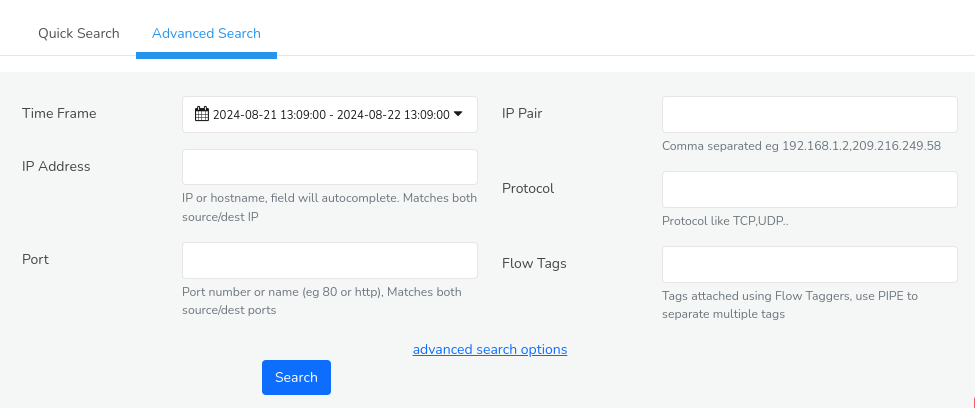 Quick Search
Advanced Search
Time Frame
2024-08-21 13:09:00 - 2024-08-22 13:09:00
IP Address
IP or hostname, field will autocomplete. Matches both
source/dest IP
Port
Port number or name (eg 80 or http), Matches both
source/dest ports
IP Pair
Comma separated eg 192.168.1.2,209.216.249.58
Protocol
Protocol like TCP,UDP..
Flow Tags
Tags attached using Flow Taggers, use PIPE to
separate multiple tags
advanced search options
Search